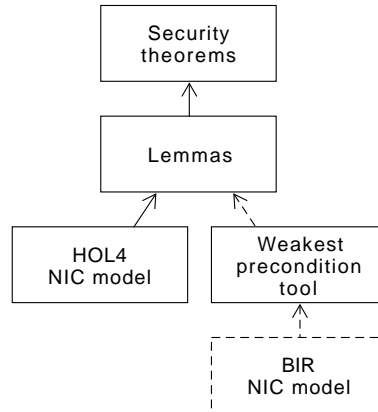 Security
theorems
Lemmas
HOL4
NIC model
Weakest
precondition
tool
BIR
NIC model